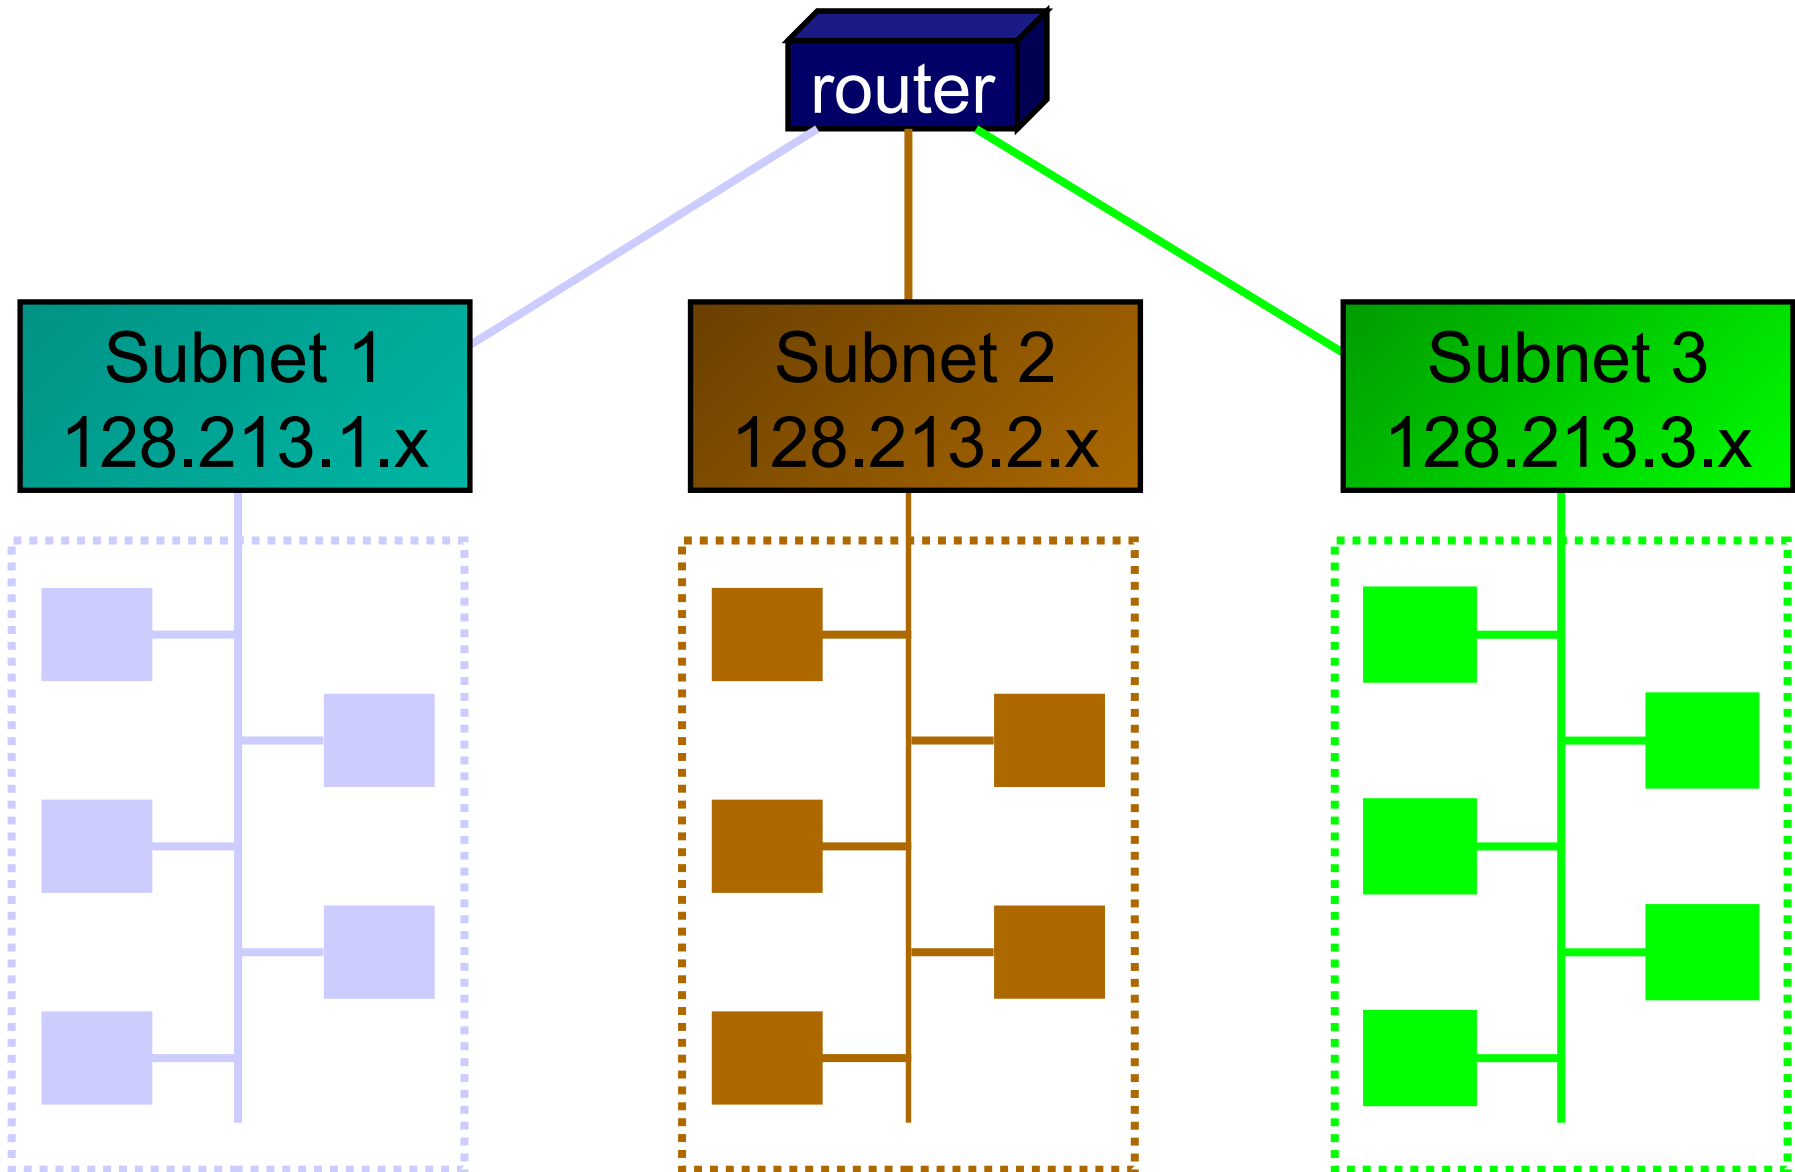 router
Subnet 1
128.213.1.x
Subnet 2
128.213.2.x
Subnet 3
128.213.3.x